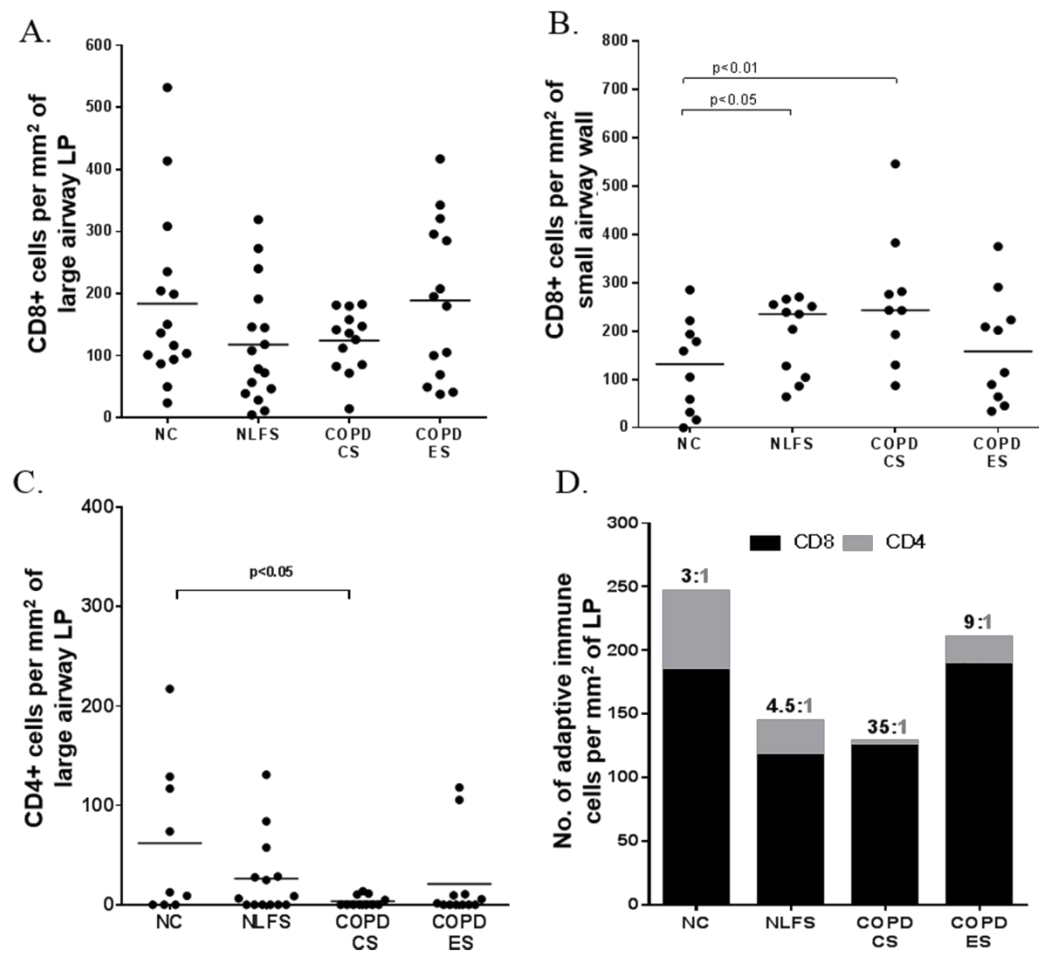 A.
CD8+ cells per mm² of
large airway LP
600
500
400
300
200
100
0
NC
NLFS
COPD
CS
COPD
ES
B.
CD8+ cells per mm² of
small airway wall
800
700
600
500
400
300
200
100
0
p<0.01
p<0.05
NC
NLFS
COPD
CS
COPD
ES
C.
CD4+ cells per mm² of
large airway LP
400
300
200
100
0
p<0.05
NC
NLFS
COPD
CS
COPD
ES
D.
No. of adaptive immune
cells per mm² of LP
300
250
200
150
100
50
0
CD8
CD4
3:1
4.5:1
35:1
9:1
NC
NLFS
COPD
CS
COPD
ES